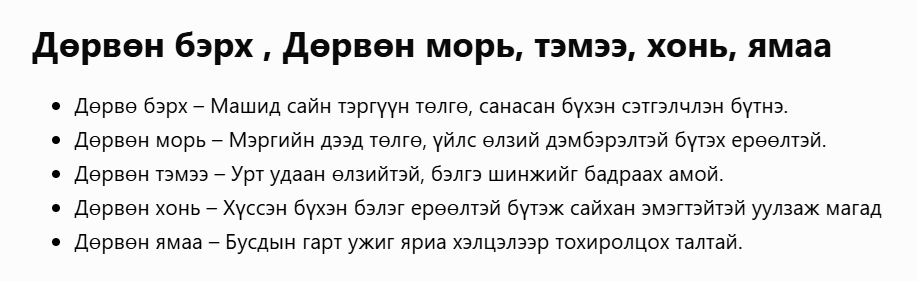 Дөрвөн бэрх , Дөрвөн морь, тэмээ, хонь, ямаа
Дөрвө бэрх – Машид сайн тэргүүн төлгө, санасан бүхэн сэтгэлчлэн бүтнэ.
Дөрвөн морь – Мэргийн дээд төлгө, үйлс өлзий дэмбэрэлтэй бүтэх ерөөлтэй.
Дөрвөн тэмээ – Урт удаан өлзийтэй, бэлгэ шинжийг бадраах амой.
Дөрвөн хонь – Хүссэн бүхэн бэлэг ерөөлтэй бүтэж сайхан эмэгтэйтэй уулзаж магад
Дөрвөн ямаа – Бусдын гарт ужиг яриа хэлцэлээр тохиролцох талтай.